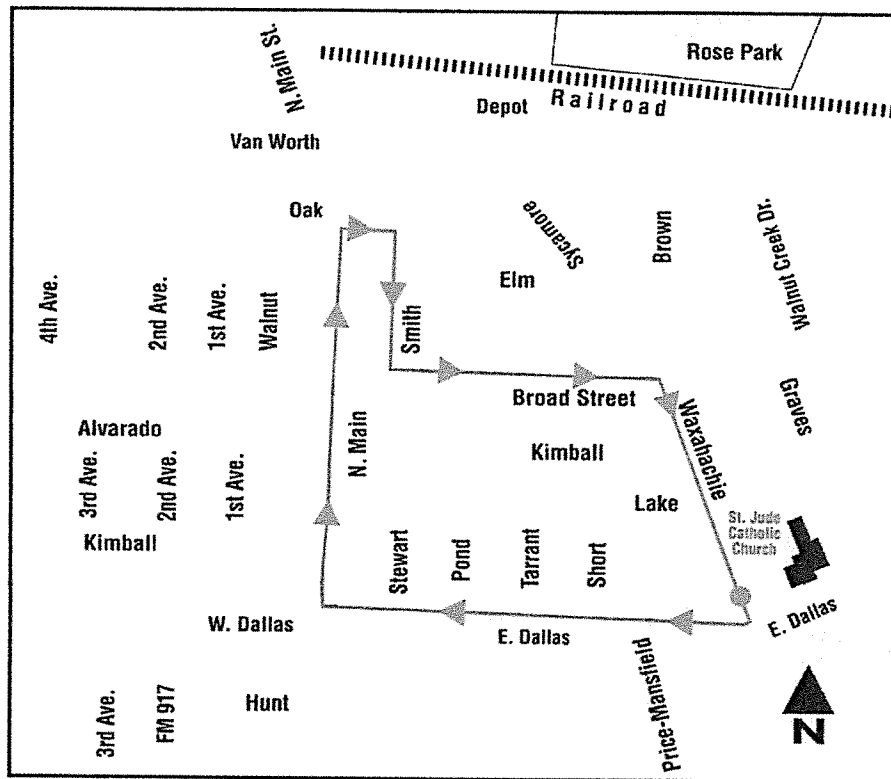 Rose Park
N. Main St.
Railroad
Depot
Van Worth
Oak
Sycamore
Brown
Walnut Creek Dr.
Elm
4th Ave.
2nd Ave.
1st Ave.
Walnut
Smith
Broad Street
Graves
Waxahachie
Alvarado
N. Main
Kimball
3rd Ave.
2nd Ave.
1st Ave.
Lake
St. Jude
Catholic
Church
Kimball
Stewart
Pond
Tarrant
Short
W. Dallas
E. Dallas
E. Dallas
Price-Mansfield
3rd Ave.
FM 917
Hunt
N